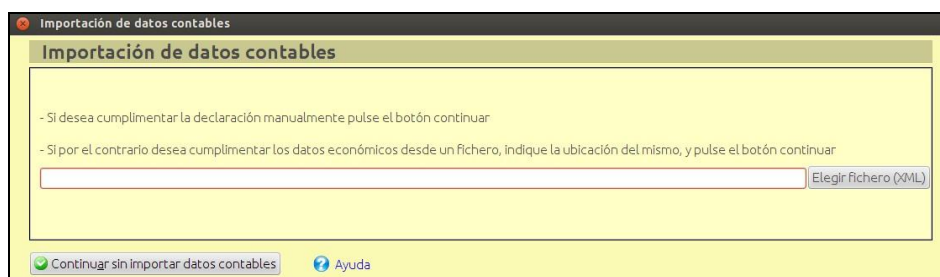 Importación de datos contables
Importación de datos contables
- Si desea cumplimentar la declaración manualmente pulse el botón continuar
- Si por el contrario desea cumplimentar los datos económicos desde un fichero, indique la ubicación del mismo, y pulse el botón continuar
Elegir fichero (XML)
Continuar sin importar datos contables
Ayuda